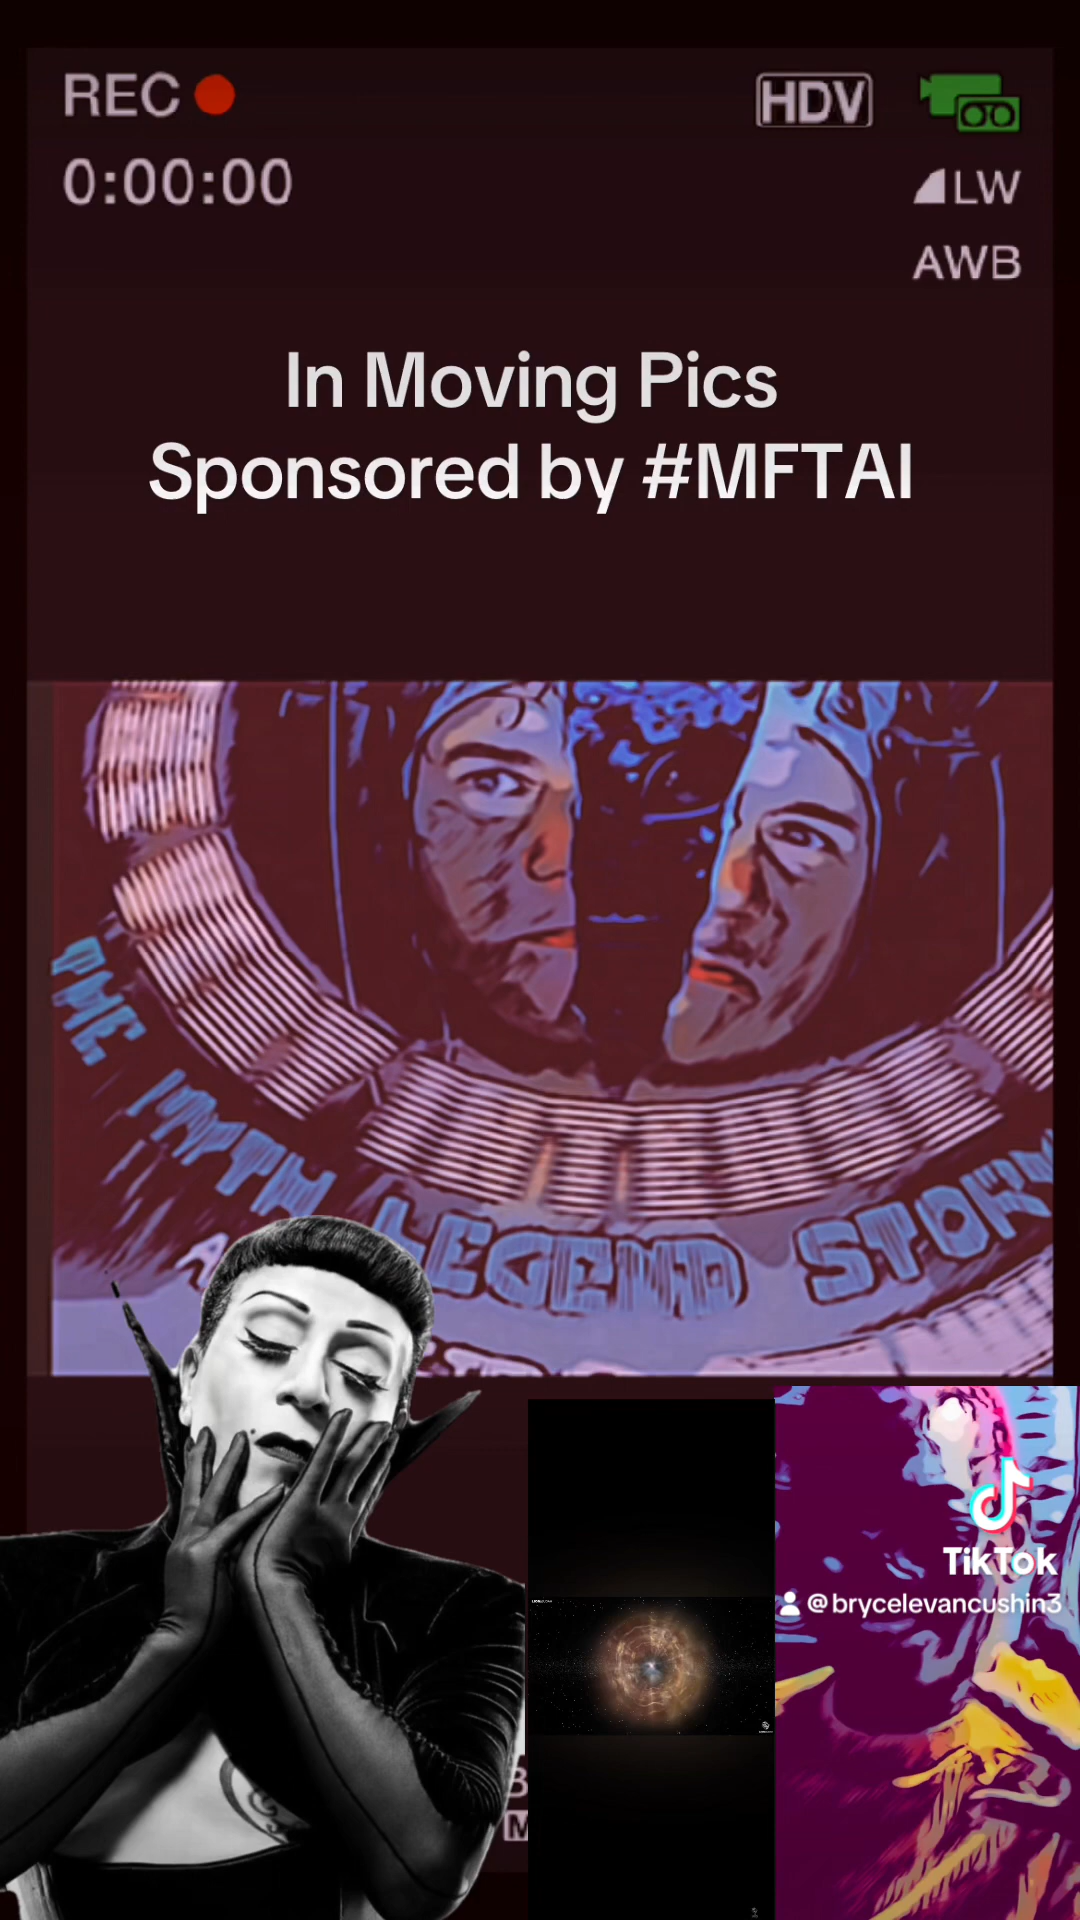 REC
HDV
0:00:00
LW
AWB
In Moving Pics
Sponsored by #MFTAI
THE MYTH LEGEND STORY
TikTok
@brycelevancushin3
B
M